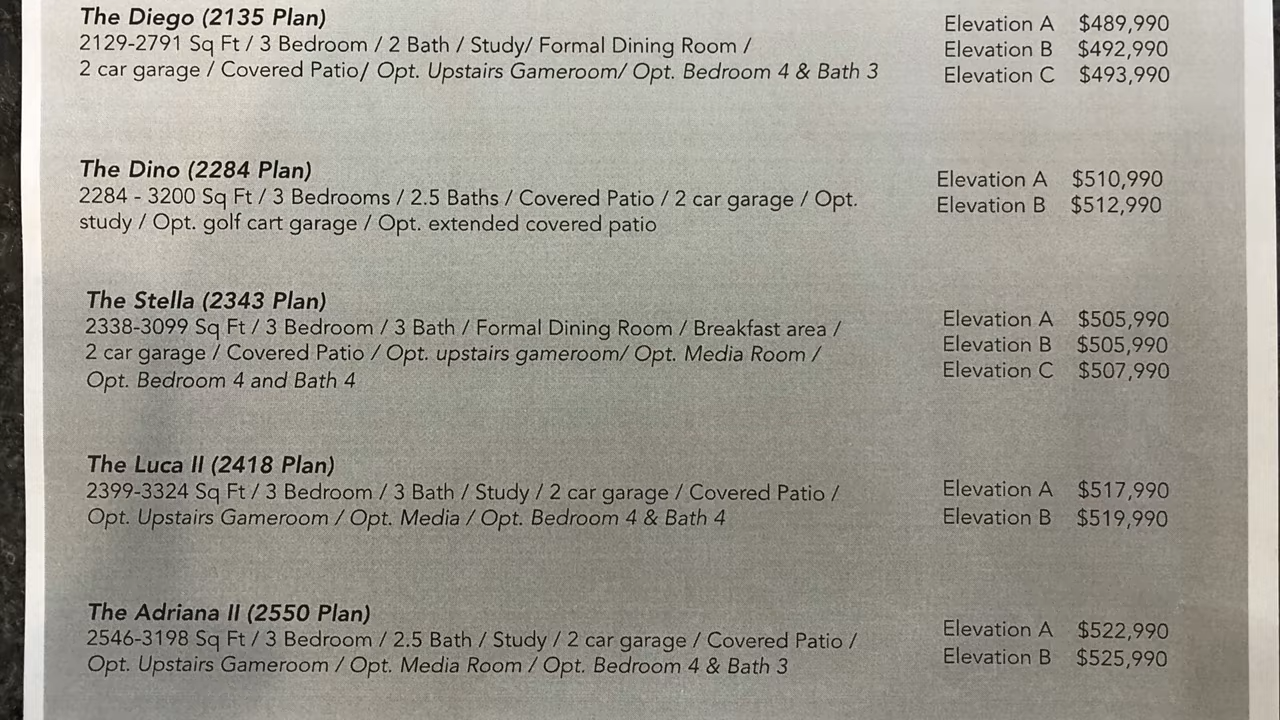 The Diego (2135 Plan)
2129-2791 Sq Ft / 3 Bedroom / 2 Bath / Study/ Formal Dining Room /
2 car garage / Covered Patio/ Opt. Upstairs Gameroom/ Opt. Bedroom 4 & Bath 3
Elevation A $489,990
Elevation B $492,990
Elevation C $493,990
The Dino (2284 Plan)
2284 - 3200 Sq Ft / 3 Bedrooms / 2.5 Baths / Covered Patio / 2 car garage / Opt.
study / Opt. golf cart garage / Opt. extended covered patio
Elevation A $510,990
Elevation B $512,990
The Stella (2343 Plan)
2338-3099 Sq Ft / 3 Bedroom / 3 Bath / Formal Dining Room / Breakfast area /
2 car garage / Covered Patio / Opt. upstairs gameroom/ Opt. Media Room /
Opt. Bedroom 4 and Bath 4
Elevation A $505,990
Elevation B $505,990
Elevation C $507,990
The Luca II (2418 Plan)
2399-3324 Sq Ft / 3 Bedroom / 3 Bath / Study / 2 car garage / Covered Patio /
Opt. Upstairs Gameroom / Opt. Media / Opt. Bedroom 4 & Bath 4
Elevation A $517,990
Elevation B $519,990
The Adriana II (2550 Plan)
2546-3198 Sq Ft / 3 Bedroom / 2.5 Bath / Study / 2 car garage / Covered Patio /
Opt. Upstairs Gameroom / Opt. Media Room / Opt. Bedroom 4 & Bath 3
Elevation A $522,990
Elevation B $525,990